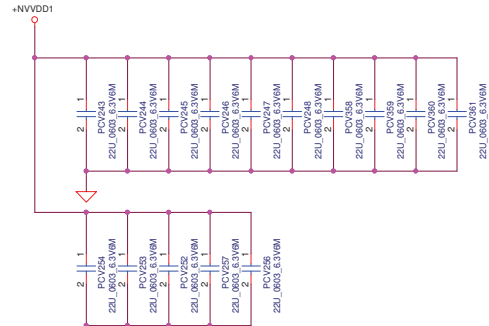 +NVVDD1
1
2
PCV243
22U_0603_6.3V6M
1
2
PCV244
22U_0603_6.3V6M
1
2
PCV245
22U_0603_6.3V6M
1
2
PCV246
22U_0603_6.3V6M
1
2
PCV247
22U_0603_6.3V6M
1
2
PCV248
22U_0603_6.3V6M
1
2
PCV358
22U_0603_6.3V6M
1
2
PCV359
22U_0603_6.3V6M
1
2
PCV360
22U_0603_6.3V6M
1
2
PCV361
22U_0603_6.3V6M
1
2
PCV254
22U_0603_6.3V6M
1
2
PCV253
22U_0603_6.3V6M
1
2
PCV252
22U_0603_6.3V6M
1
2
PCV257
22U_0603_6.3V6M
1
2
PCV256
22U_0603_6.3V6M